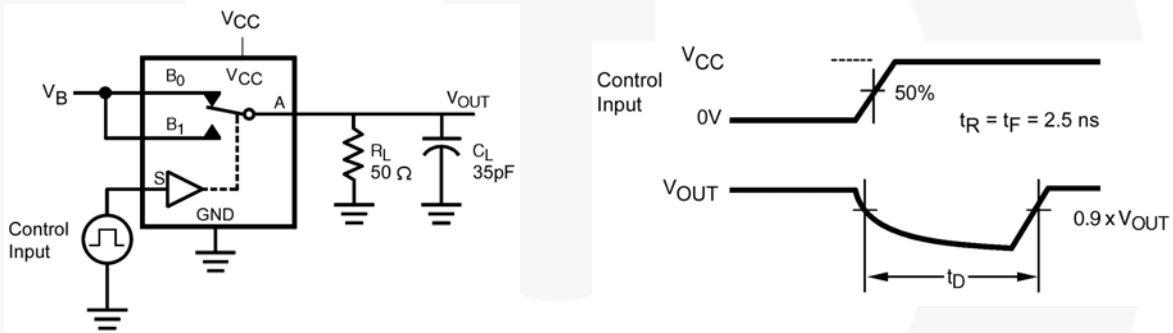 VCC
VCC
VB
B0
A
VOUT
B1
RL
50 Ω
CL
35pF
S
GND
Control
Input
VCC
Control
Input
50%
0V
tR = tF = 2.5 ns
VOUT
0.9 x VOUT
tD